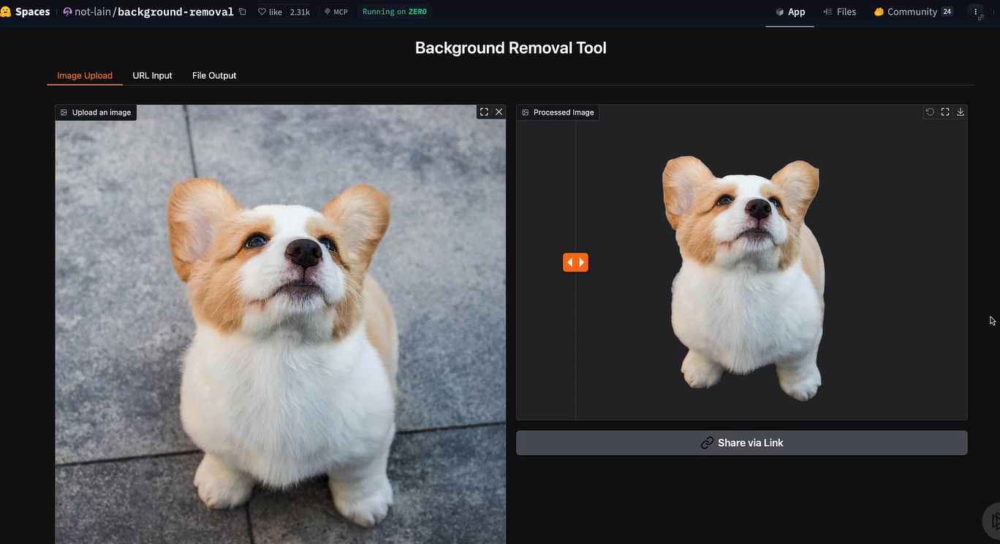 Spaces not-lain/background-removal like 2.31k MCP Running on ZERO App Files Community 24
Background Removal Tool
Image Upload URL Input File Output
Upload an image
Processed Image
Share via Link